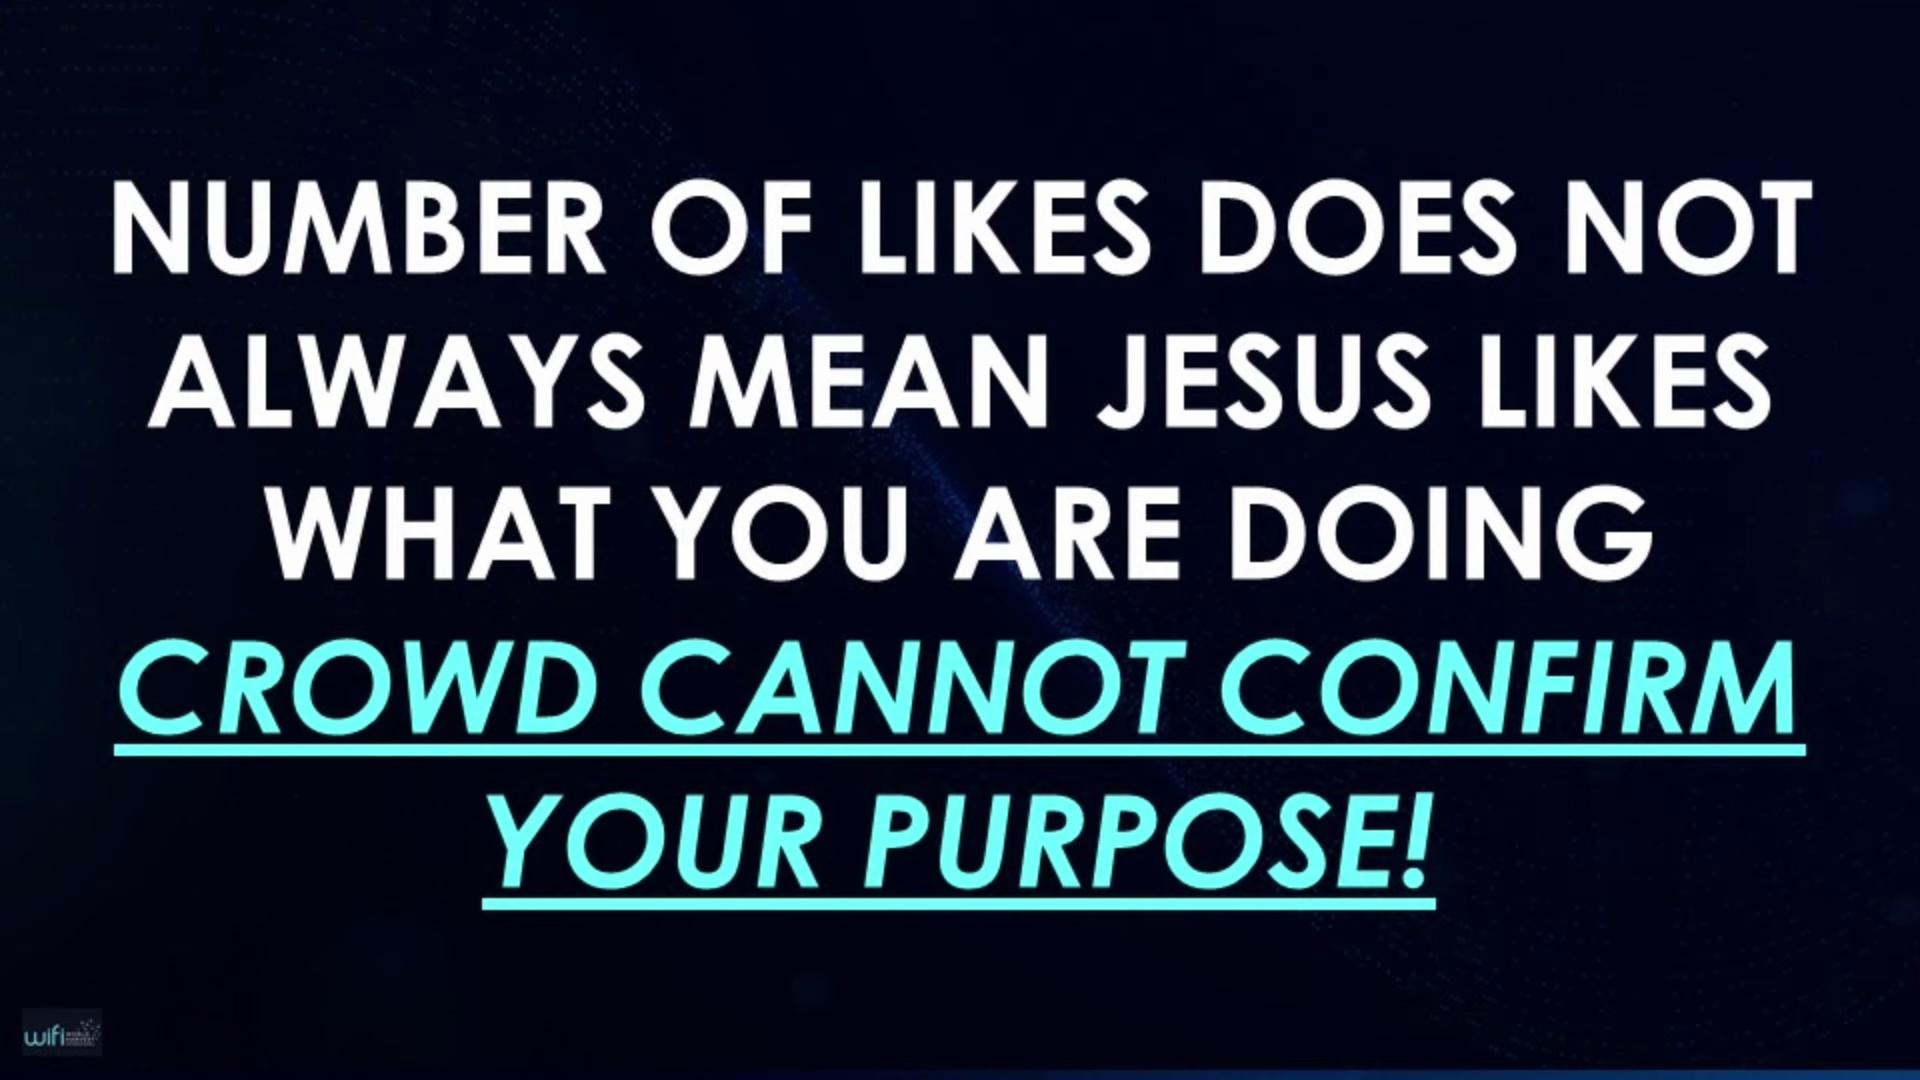 NUMBER OF LIKES DOES NOT
ALWAYS MEAN JESUS LIKES
WHAT YOU ARE DOING
CROWD CANNOT CONFIRM
YOUR PURPOSE!
wifi